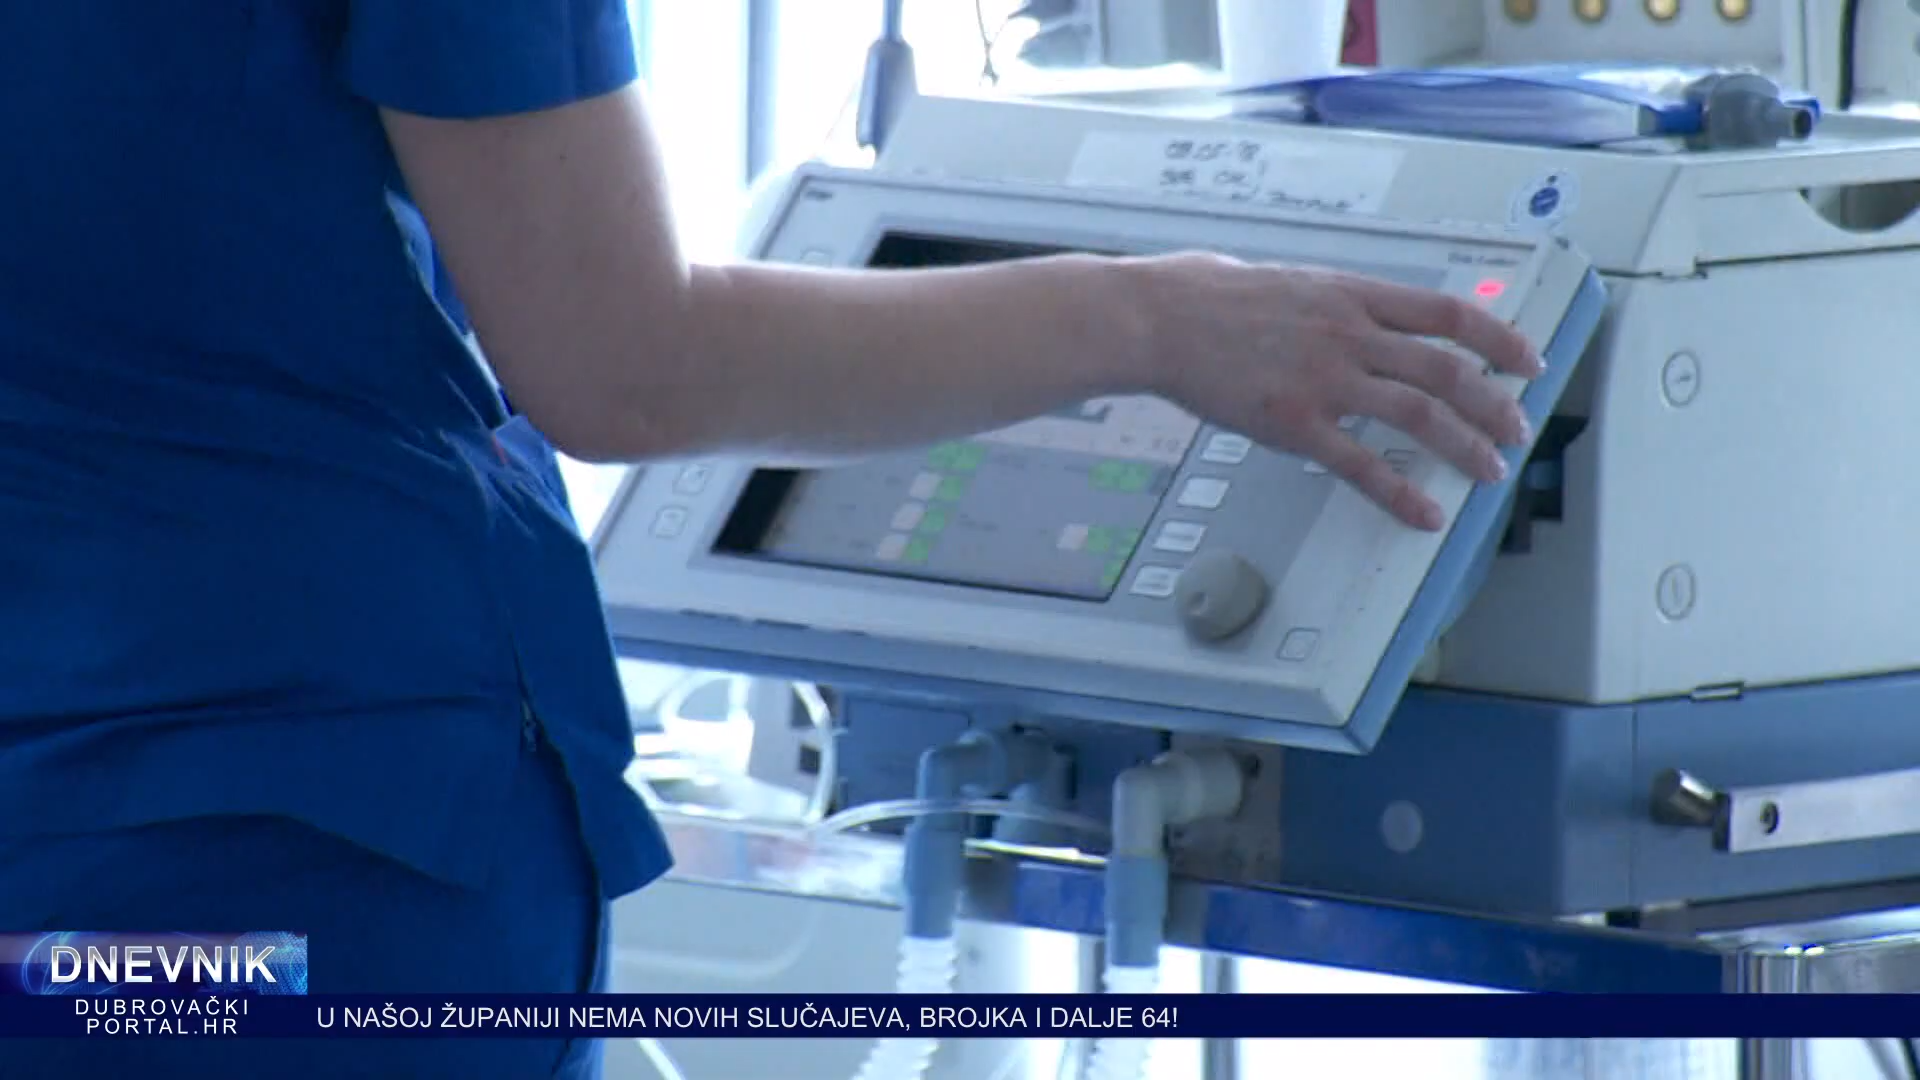 DNEVNIK
DUBROVAČKI
PORTAL.HR
U NAŠOJ ŽUPANIJI NEMA NOVIH SLUČAJEVA, BROJKA I DALJE 64!